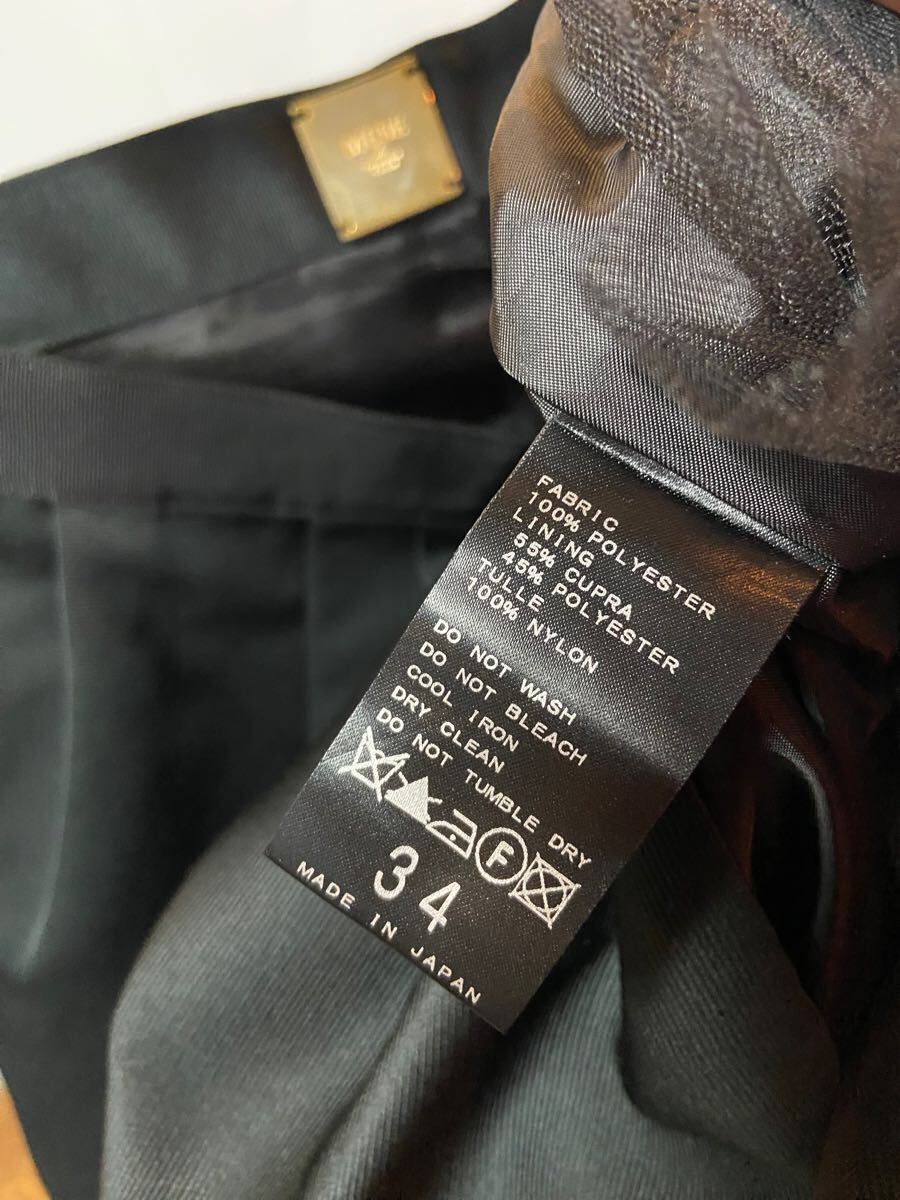 FABRIC
100% POLYESTER
LINING
55% CUPRA
45% POLYESTER
TULLE
100% NYLON
DO NOT WASH
DO NOT BLEACH
COOL IRON
DRY CLEAN
DO NOT TUMBLE DRY
F
34
MADE IN JAPAN